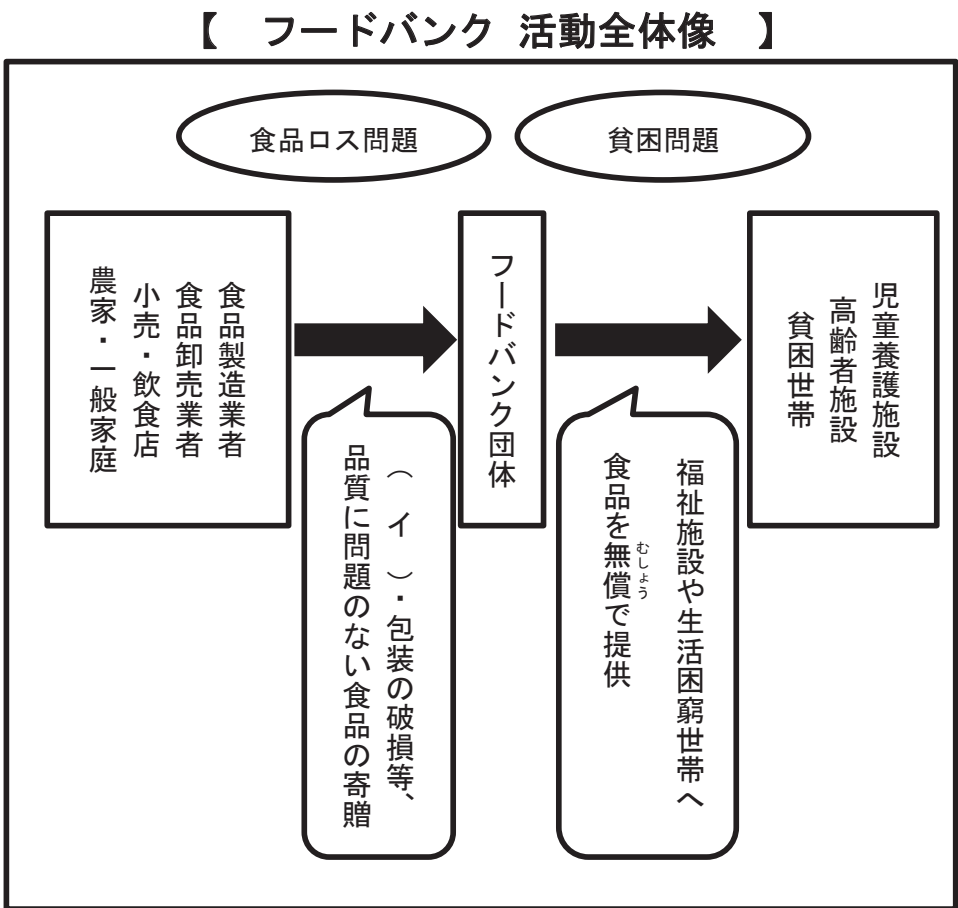 【 フードバンク 活動全体像 】
食品ロス問題
貧困問題
食品製造業者
食品卸売業者
小売・飲食店
農家・一般家庭
(イ)・包装の破損等、
品質に問題のない食品の寄贈
フードバンク団体
福祉施設や生活困窮世帯へ
食品を無償で提供
むしょう
児童養護施設
高齢者施設
貧困世帯